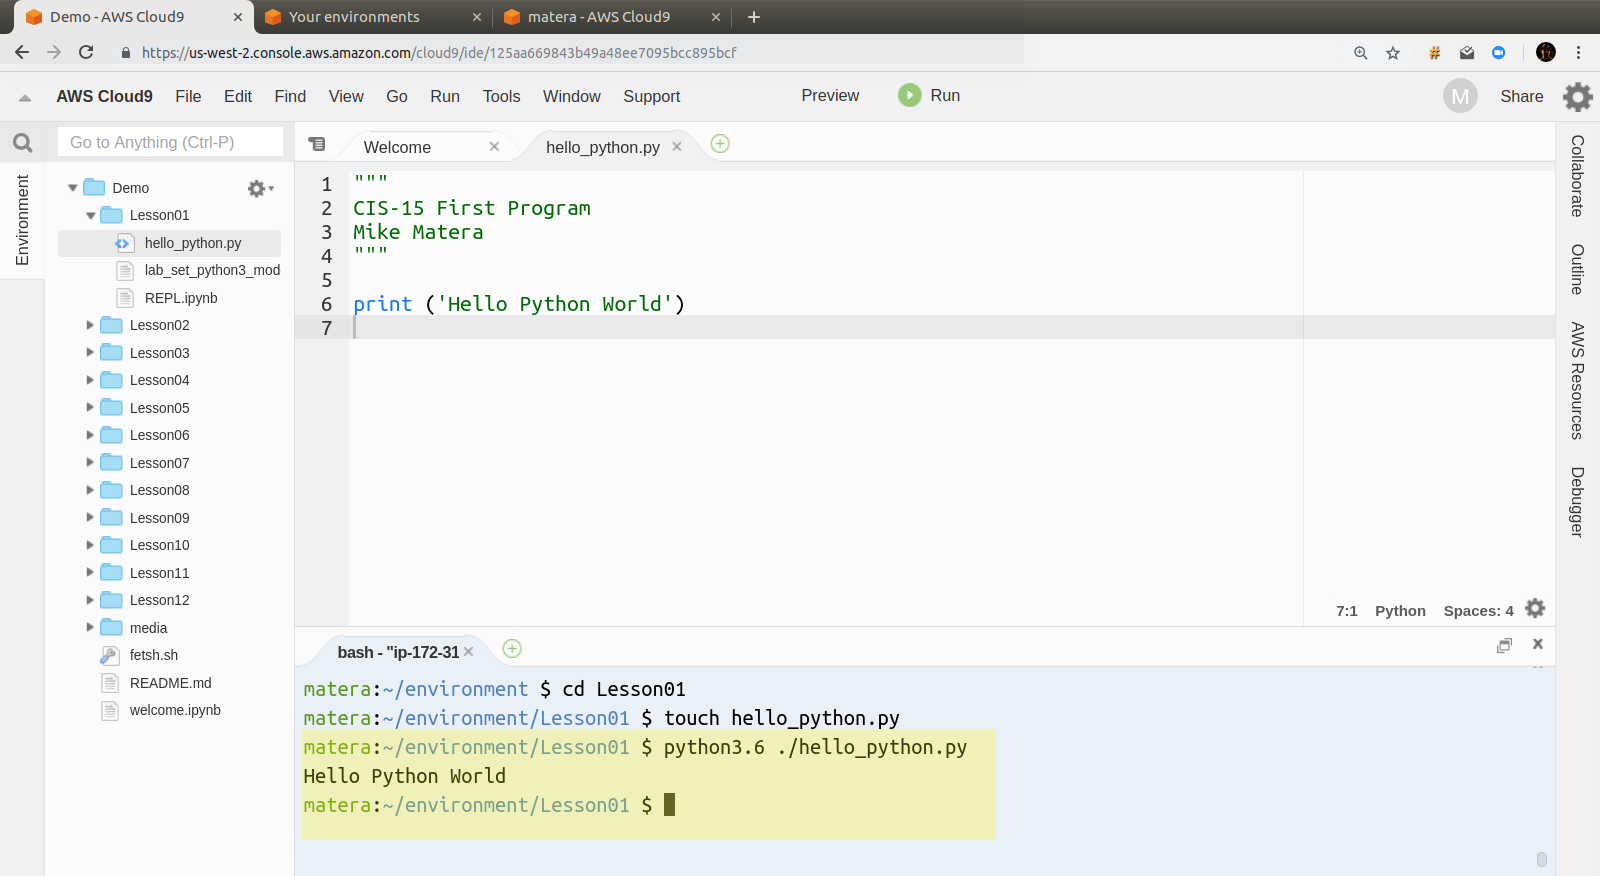 Demo - AWS Cloud9
Your environments
matera - AWS Cloud9
https://us-west-2.console.aws.amazon.com/cloud9/ide/125aa669843b49a48ee7095bcc895bcf
AWS Cloud9 File Edit Find View Go Run Tools Window Support Preview Run M Share
Go to Anything (Ctrl-P)
Environment
Demo
Lesson01
hello_python.py
lab_set_python3_mod
REPL.ipynb
Lesson02
Lesson03
Lesson04
Lesson05
Lesson06
Lesson07
Lesson08
Lesson09
Lesson10
Lesson11
Lesson12
media
fetsh.sh
README.md
welcome.ipynb
Welcome
hello_python.py
1 """
2 CIS-15 First Program
3 Mike Matera
4 """
5
6 print ('Hello Python World')
7
7:1 Python Spaces: 4
bash - "ip-172-31
matera:~/environment $ cd Lesson01
matera:~/environment/Lesson01 $ touch hello_python.py
matera:~/environment/Lesson01 $ python3.6 ./hello_python.py
Hello Python World
matera:~/environment/Lesson01 $
Collaborate
Outline
AWS Resources
Debugger